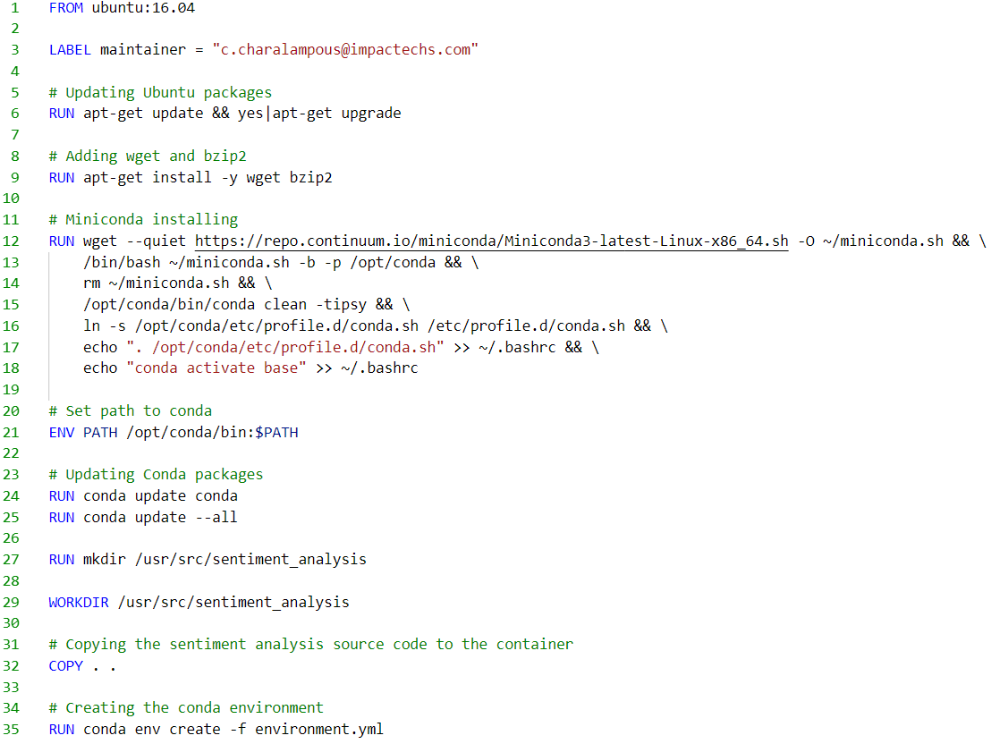 1 FROM ubuntu:16.04
2
3 LABEL maintainer = "c.charalampous@impactechs.com"
4
5 # Updating Ubuntu packages
6 RUN apt-get update && yes|apt-get upgrade
7
8 # Adding wget and bzip2
9 RUN apt-get install -y wget bzip2
10
11 # Miniconda installing
12 RUN wget --quiet https://repo.continuum.io/miniconda/Miniconda3-latest-Linux-x86_64.sh -O ~/miniconda.sh && \
13 /bin/bash ~/miniconda.sh -b -p /opt/conda && \
14 rm ~/miniconda.sh && \
15 /opt/conda/bin/conda clean -tipsy && \
16 ln -s /opt/conda/etc/profile.d/conda.sh /etc/profile.d/conda.sh && \
17 echo ". /opt/conda/etc/profile.d/conda.sh" >> ~/.bashrc && \
18 echo "conda activate base" >> ~/.bashrc
19
20 # Set path to conda
21 ENV PATH /opt/conda/bin:$PATH
22
23 # Updating Conda packages
24 RUN conda update conda
25 RUN conda update --all
26
27 RUN mkdir /usr/src/sentiment_analysis
28
29 WORKDIR /usr/src/sentiment_analysis
30
31 # Copying the sentiment analysis source code to the container
32 COPY . .
33
34 # Creating the conda environment
35 RUN conda env create -f environment.yml